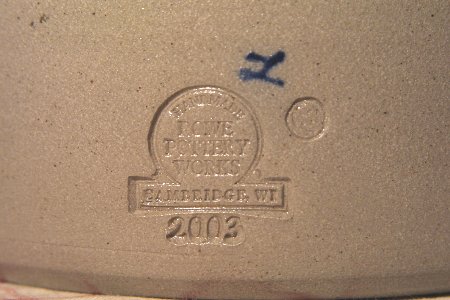 ROWE
POTTERY
WORKS
CAMBRIDGE, WI
2003